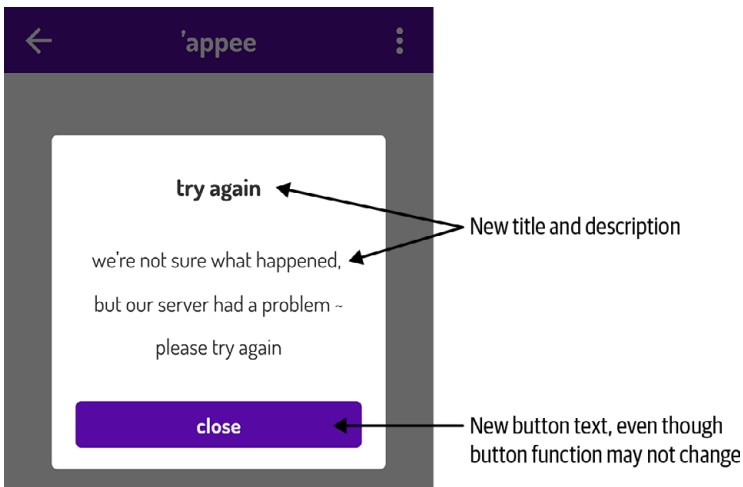 'appee
try again
we're not sure what happened,
but our server had a problem ~
please try again
close
New title and description
New button text, even though
button function may not change